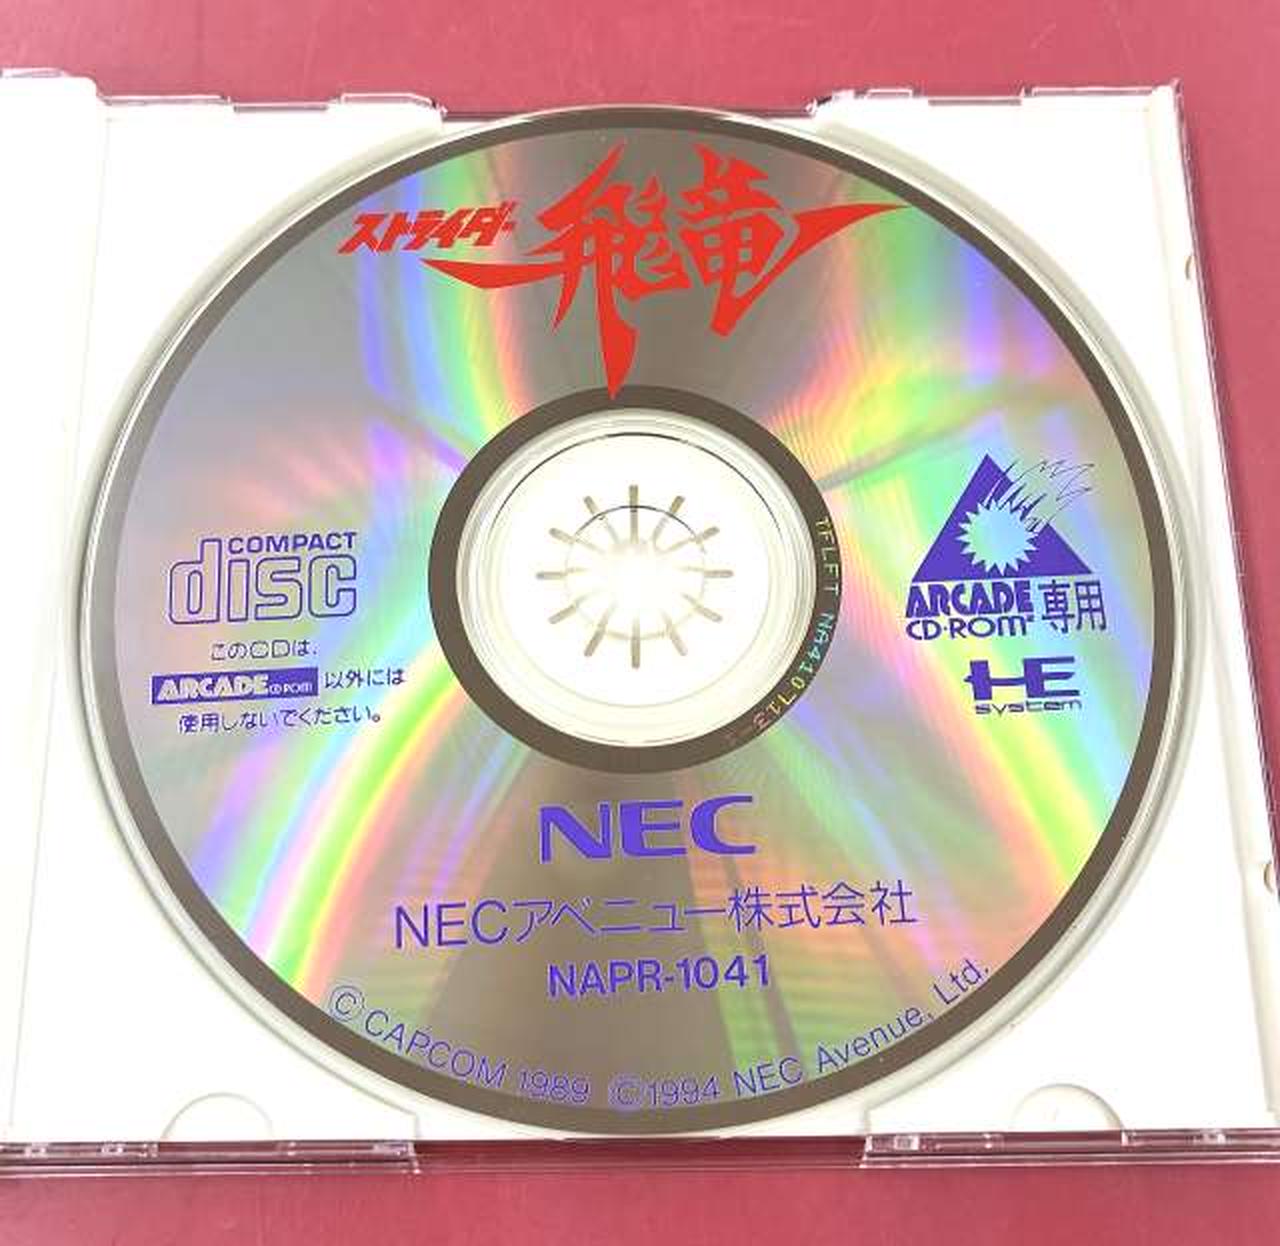 ストライダー飛竜
COMPACT
disc
このCDは、
ARCADE CD-ROM 以外には
使用しないでください。
ARCADE
CD-ROM² 専用
HE
system
NEC
NECアベニュー株式会社
NAPR-1041
©CAPCOM 1989 ©1994 NEC Avenue, Ltd.